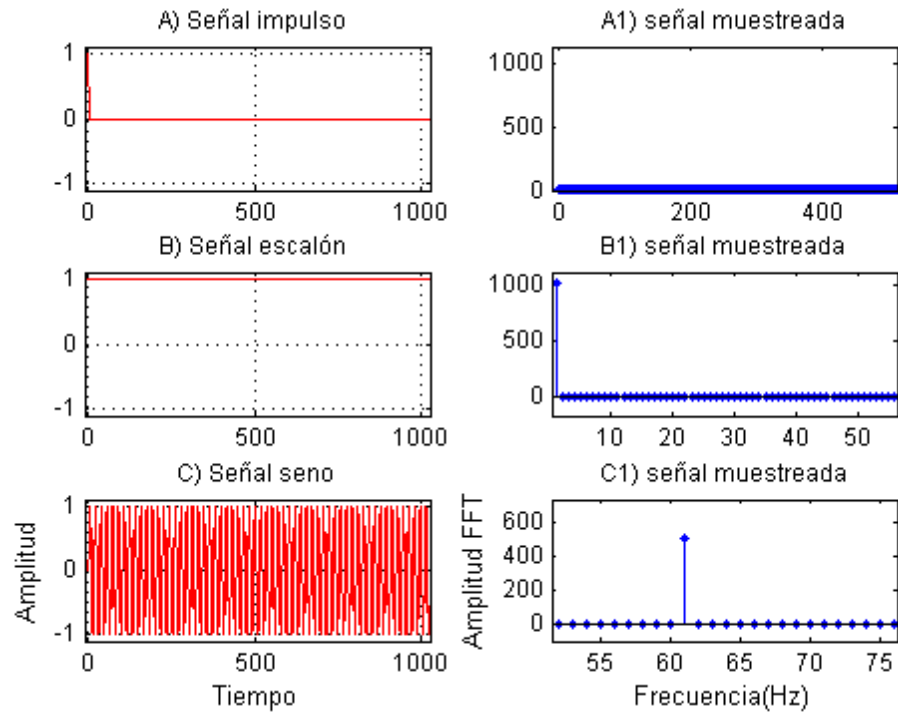 A) Señal impulso
1
0
-1
0 500 1000
A1) señal muestreada
1000
500
0
0 200 400
B) Señal escalón
1
0
-1
0 500 1000
B1) señal muestreada
1000
500
0
10 20 30 40 50
C) Señal seno
Amplitud
1
0
-1
0 500 1000
Tiempo
C1) señal muestreada
Amplitud FFT
600
400
200
0
55 60 65 70 75
Frecuencia(Hz)